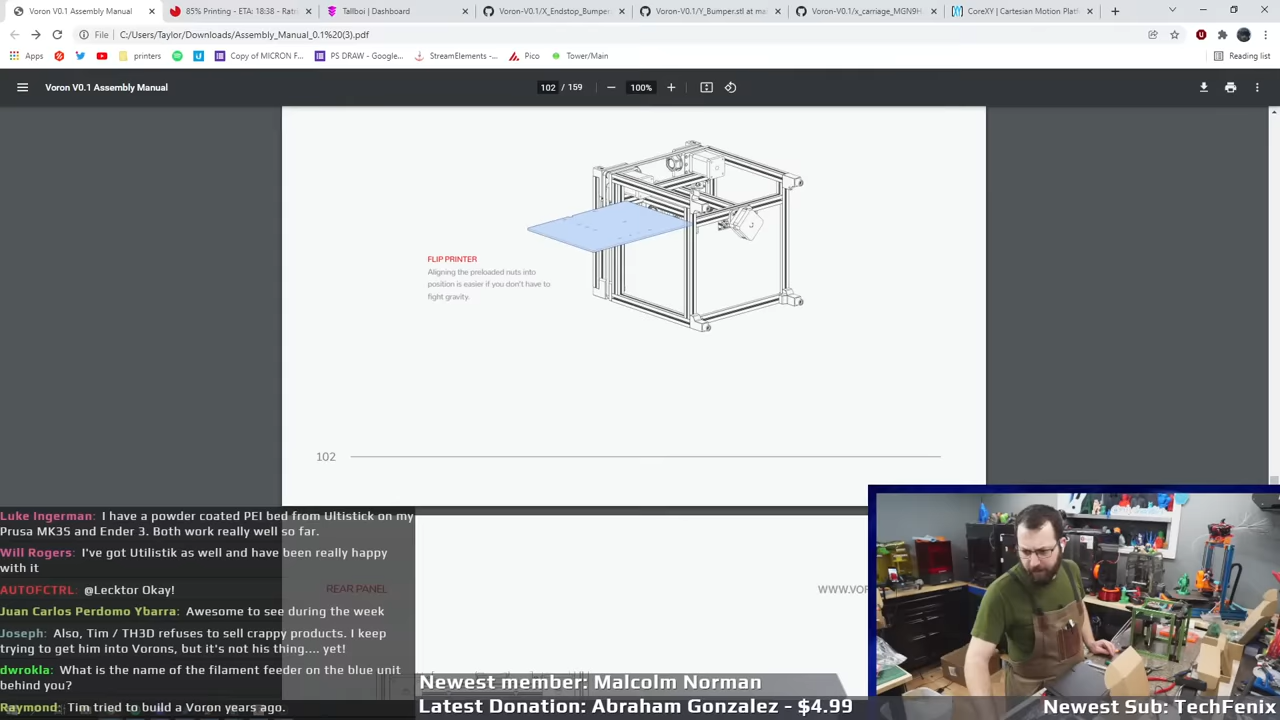 Voron V0.1 Assembly Manual
85% Printing - ETA: 18:38 - Ratr
Tallboi | Dashboard
Voron-V0.1/X_Endstop_Bumper
Voron-V0.1/Y_Bumper.stl at ma
Voron-V0.1/x_carriage_MGN9H
CoreXY | Cartesian Motion Platf
File
C:/Users/Taylor/Downloads/Assembly_Manual_0.1%20(3).pdf
Apps
printers
Copy of MICRON F...
PS DRAW - Google...
StreamElements -...
Pico
Tower/Main
Reading list
Voron V0.1 Assembly Manual
102 / 159
100%
FLIP PRINTER
Aligning the preloaded nuts into
position is easier if you don't have to
fight gravity.
102
Luke Ingerman: I have a powder coated PEI bed from Ultistick on my
Prusa MK3S and Ender 3. Both work really well so far.
Will Rogers: I've got Utilistik as well and have been really happy
with it
AUTOFCTRL: @Lecktor Okay!
Juan Carlos Perdomo Ybarra: Awesome to see during the week
Joseph: Also, Tim / TH3D refuses to sell crappy products. I keep
trying to get him into Vorons, but it's not his thing.... yet!
dwrokla: What is the name of the filament feeder on the blue unit
behind you?
Raymond: Tim tried to build a Voron years ago.
REAR PANEL
WWW.VOR
Newest member: Malcolm Norman
Latest Donation: Abraham Gonzalez - $4.99
Newest Sub: TechFenix